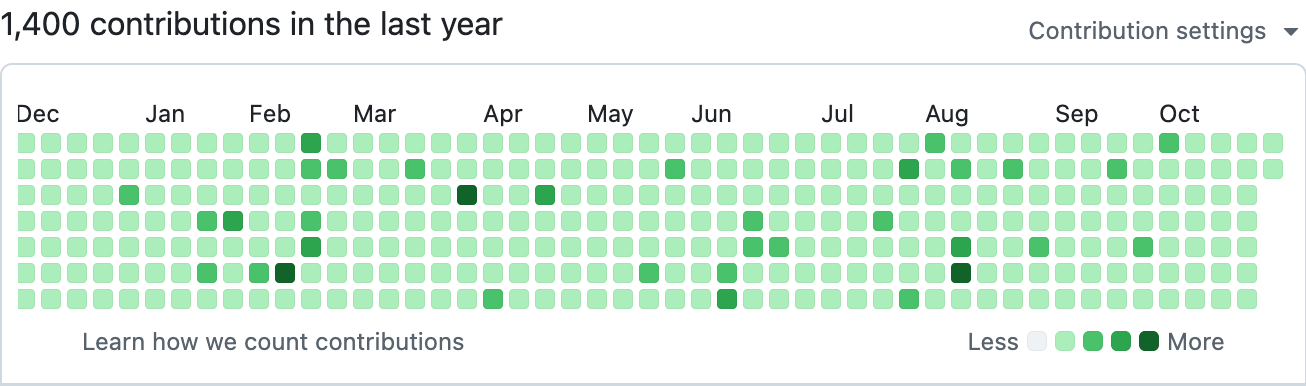 1,400 contributions in the last year
Contribution settings
Dec Jan Feb Mar Apr May Jun Jul Aug Sep Oct
Learn how we count contributions
Less More